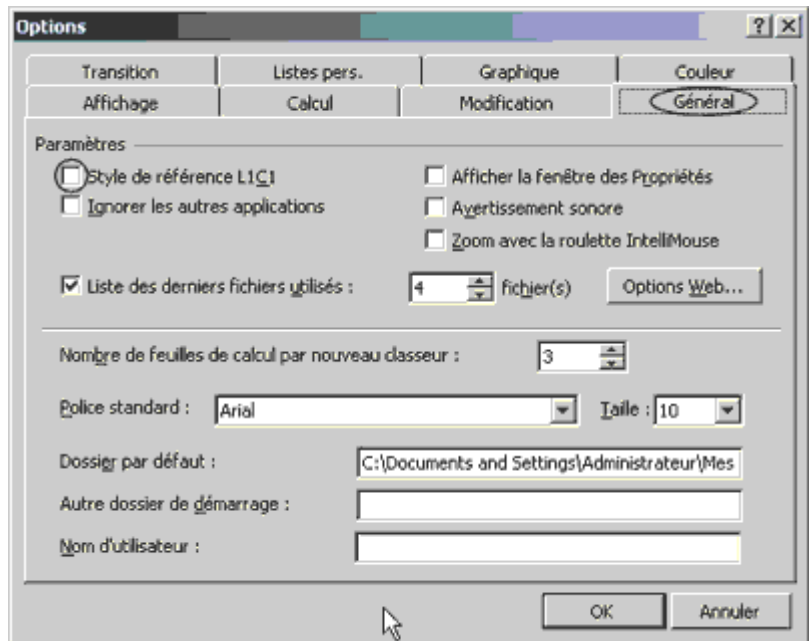 Options
Transition Listes pers. Graphique Couleur
Affichage Calcul Modification Général
Paramètres
Style de référence L1C1 Afficher la fenêtre des Propriétés
Ignorer les autres applications Avertissement sonore
Zoom avec la roulette IntelliMouse
Liste des derniers fichiers utilisés : 4 fichier(s) Options Web...
Nombre de feuilles de calcul par nouveau classeur : 3
Police standard : Arial Taille : 10
Dossier par défaut : C:\Documents and Settings\Administrateur\Mes
Autre dossier de démarrage :
Nom d'utilisateur :
OK Annuler